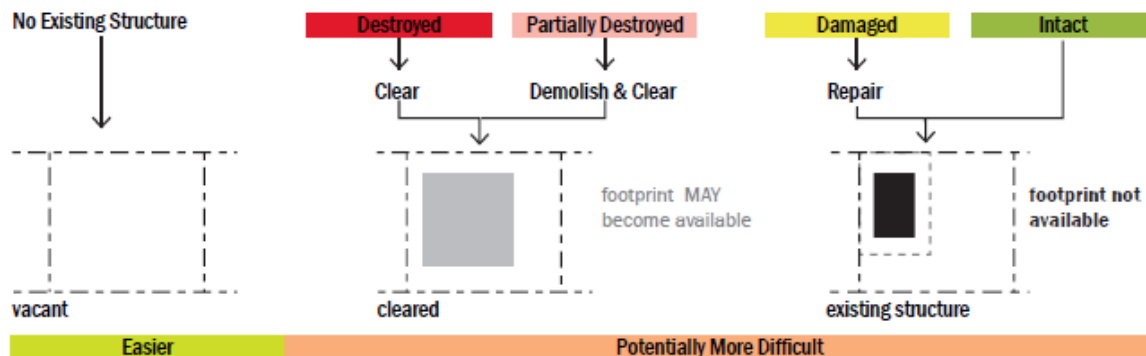 No Existing Structure
Destroyed
Partially Destroyed
Damaged
Intact
Clear
Demolish & Clear
Repair
footprint MAY
become available
footprint not
available
vacant
cleared
existing structure
Easier
Potentially More Difficult